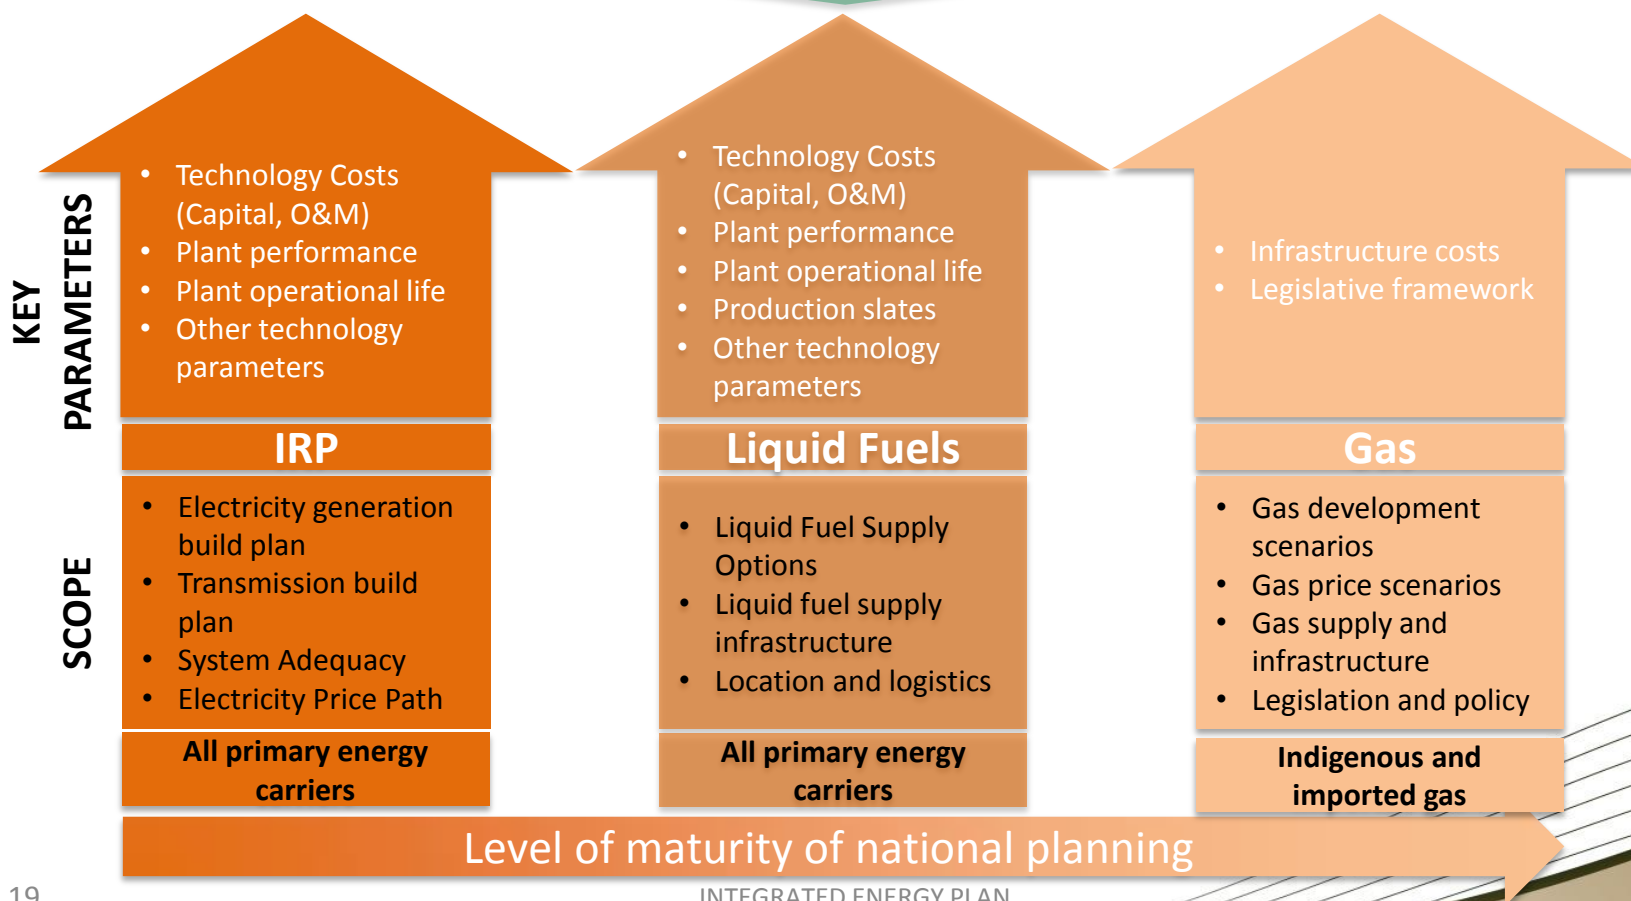 KEY
PARAMETERS
• Technology Costs
(Capital, O&M)
• Plant performance
• Plant operational life
• Other technology
parameters
• Technology Costs
(Capital, O&M)
• Plant performance
• Plant operational life
• Production slates
• Other technology
parameters
• Infrastructure costs
• Legislative framework
IRP
Liquid Fuels
Gas
SCOPE
• Electricity generation
build plan
• Transmission build
plan
• System Adequacy
• Electricity Price Path
• Liquid Fuel Supply
Options
• Liquid fuel supply
infrastructure
• Location and logistics
• Gas development
scenarios
• Gas price scenarios
• Gas supply and
infrastructure
• Legislation and policy
All primary energy
carriers
All primary energy
carriers
Indigenous and
imported gas
Level of maturity of national planning
19
INTEGRATED ENERGY PLAN